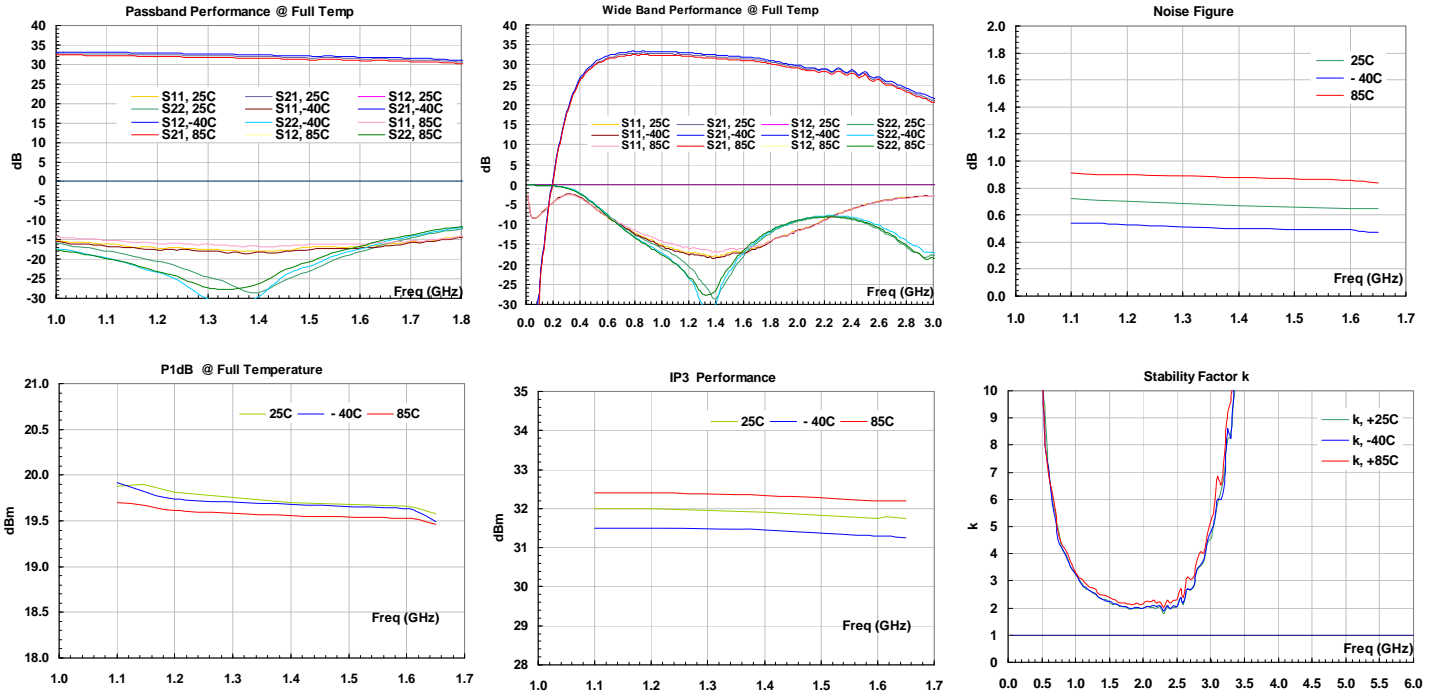 Passband Performance @ Full Temp
40
35
30
25
20
15
10
5
0
-5
-10
-15
-20
-25
-30
dB
S11, 25C S21, 25C S12, 25C
S22, 25C S11,-40C S21,-40C
S12,-40C S22,-40C S11, 85C
S21, 85C S12, 85C S22, 85C
Freq (GHz)
1.0 1.1 1.2 1.3 1.4 1.5 1.6 1.7 1.8
Wide Band Performance @ Full Temp
40
35
30
25
20
15
10
5
0
-5
-10
-15
-20
-25
-30
dB
S11, 25C S21, 25C S12, 25C S22, 25C
S11,-40C S21,-40C S12,-40C S22,-40C
S11, 85C S21, 85C S12, 85C S22, 85C
Freq (GHz)
0.0 0.2 0.4 0.6 0.8 1.0 1.2 1.4 1.6 1.8 2.0 2.2 2.4 2.6 2.8 3.0
Noise Figure
2.0
1.8
1.6
1.4
1.2
1.0
0.8
0.6
0.4
0.2
0.0
dB
25C
- 40C
85C
Freq (GHz)
1.0 1.1 1.2 1.3 1.4 1.5 1.6 1.7
P1dB @ Full Temperature
21.0
20.5
20.0
19.5
19.0
18.5
18.0
dBm
25C - 40C 85C
Freq (GHz)
1.0 1.1 1.2 1.3 1.4 1.5 1.6 1.7
IP3 Performance
35
34
33
32
31
30
29
28
dBm
25C - 40C 85C
Freq (GHz)
1.0 1.1 1.2 1.3 1.4 1.5 1.6 1.7
Stability Factor k
10
9
8
7
6
5
4
3
2
1
0
k
k, +25C
k, -40C
k, +85C
Freq (GHz)
0.0 0.5 1.0 1.5 2.0 2.5 3.0 3.5 4.0 4.5 5.0 5.5 6.0